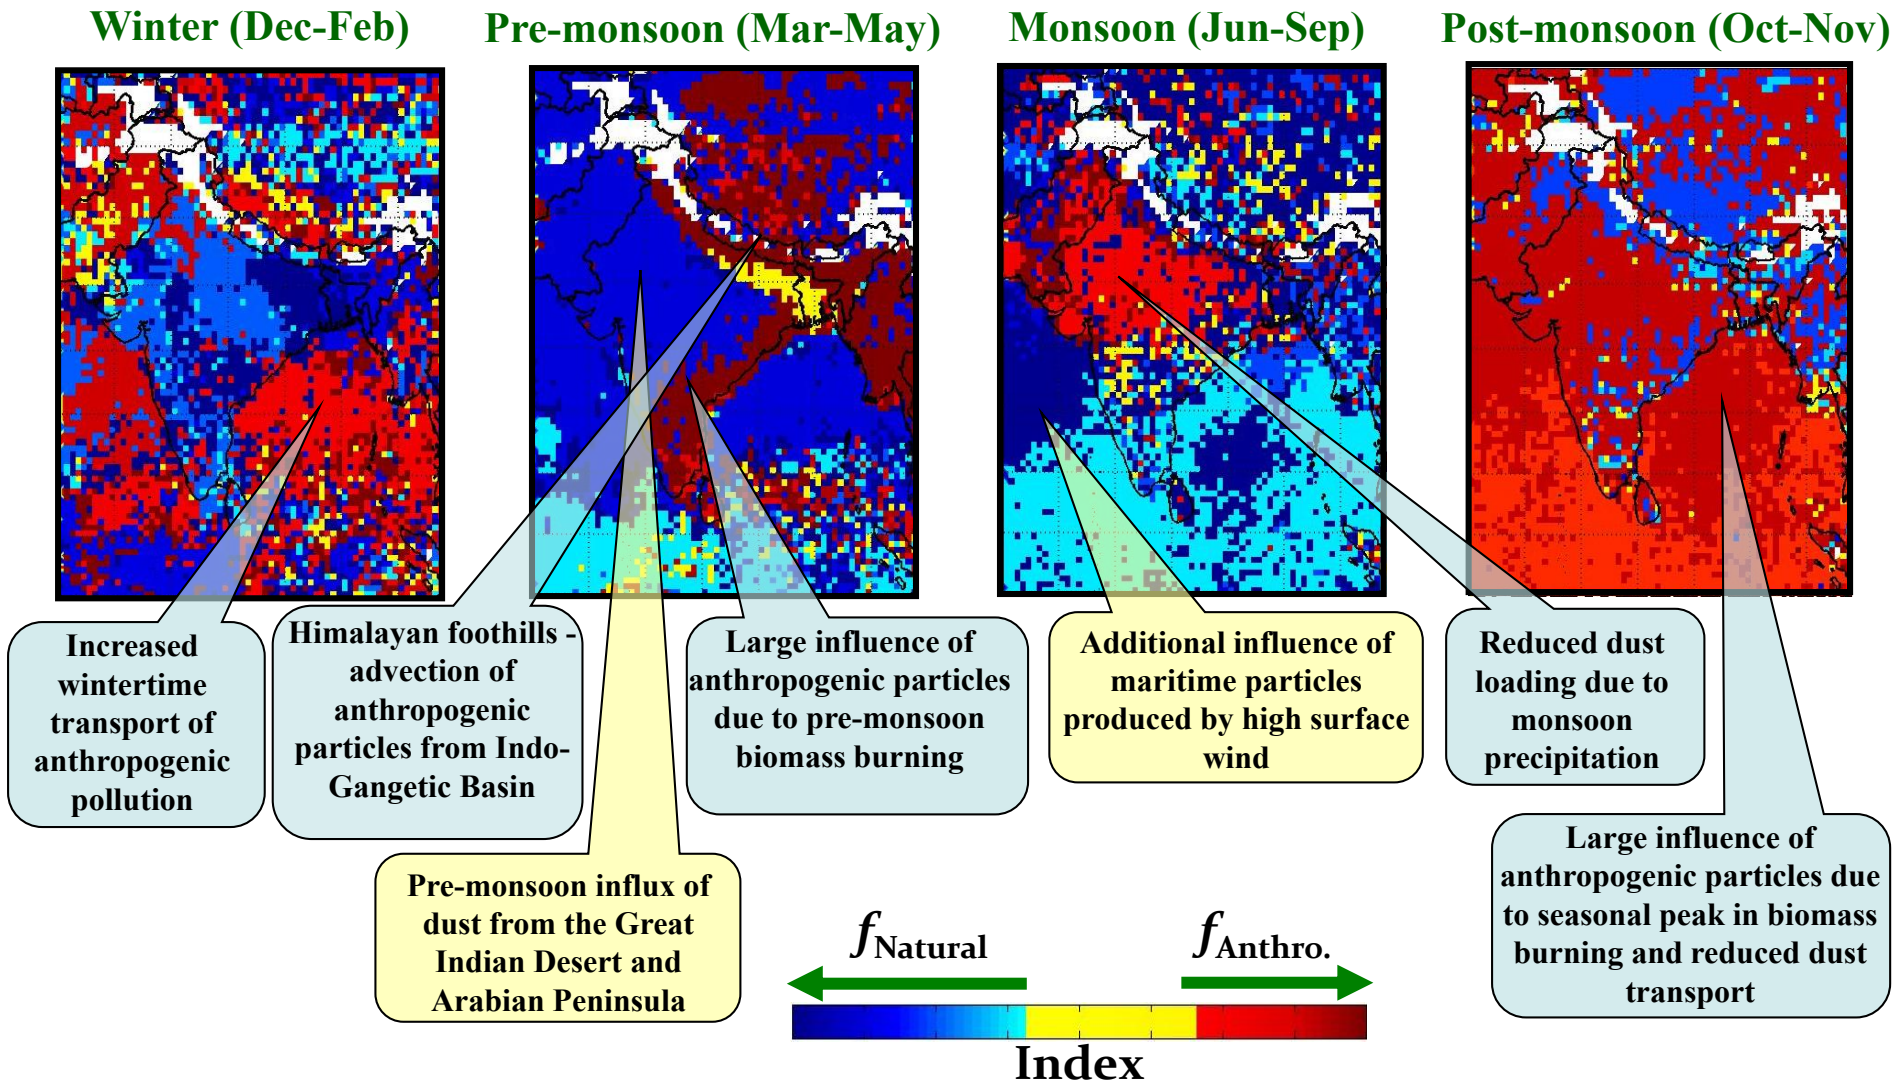 Winter (Dec-Feb)
Pre-monsoon (Mar-May)
Monsoon (Jun-Sep)
Post-monsoon (Oct-Nov)
Increased
wintertime
transport of
anthropogenic
pollution
Himalayan foothills -
advection of
anthropogenic
particles from Indo-
Gangetic Basin
Large influence of
anthropogenic particles
due to pre-monsoon
biomass burning
Additional influence of
maritime particles
produced by high surface
wind
Reduced dust
loading due to
monsoon
precipitation
Pre-monsoon influx of
dust from the Great
Indian Desert and
Arabian Peninsula
Large influence of
anthropogenic particles due
to seasonal peak in biomass
burning and reduced dust
transport
fNatural
fAnthro.
Index